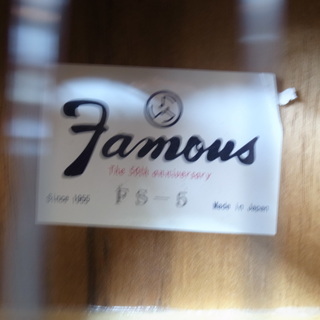 Famous
The 50th anniversary
FS-5
Since 1955 Made in Japan